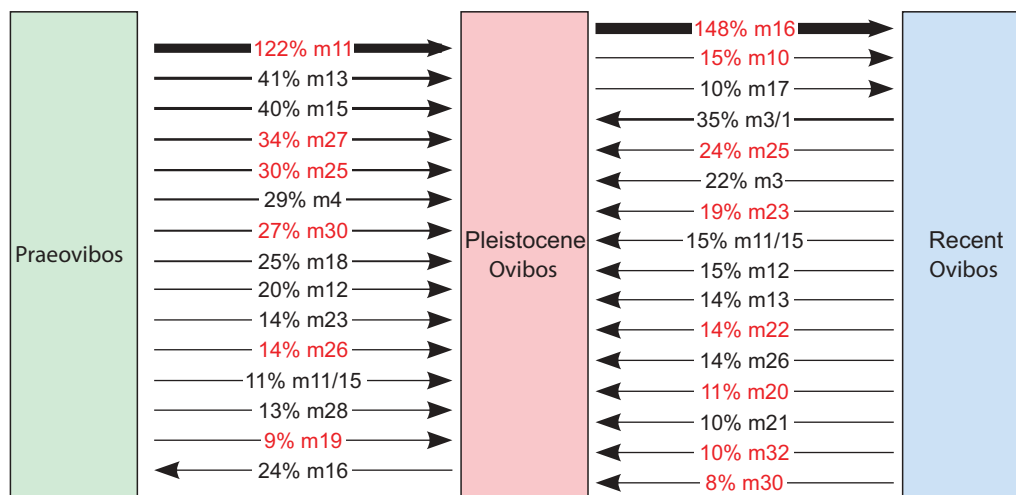 Praeovibos
122% m11
41% m13
40% m15
34% m27
30% m25
29% m4
27% m30
25% m18
20% m12
14% m23
14% m26
11% m11/15
13% m28
9% m19
24% m16
Pleistocene
Ovibos
148% m16
15% m10
10% m17
35% m3/1
24% m25
22% m3
19% m23
15% m11/15
15% m12
14% m13
14% m22
14% m26
11% m20
10% m21
10% m32
8% m30
Recent
Ovibos